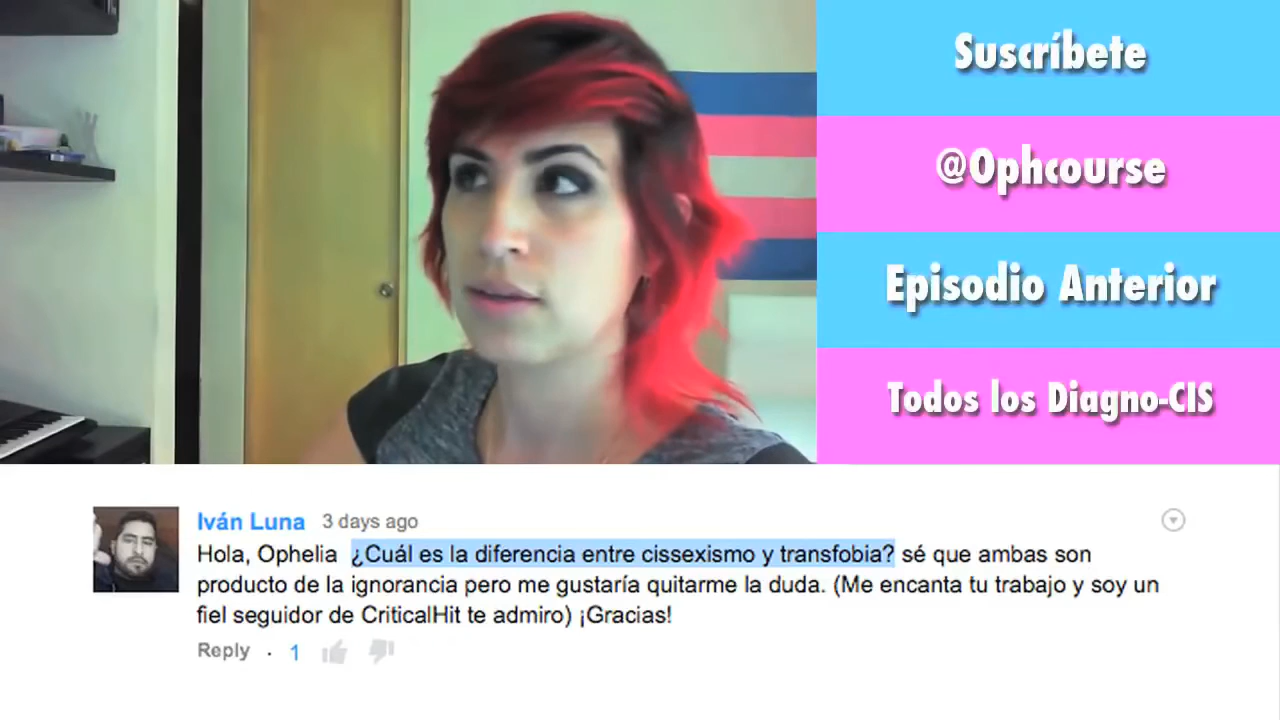 Suscríbete
@Ophcourse
Episodio Anterior
Todos los Diagno-CIS
Iván Luna 3 days ago
Hola, Ophelia ¿Cuál es la diferencia entre cissexismo y transfobia? sé que ambas son
producto de la ignorancia pero me gustaría quitarme la duda. (Me encanta tu trabajo y soy un
fiel seguidor de CriticalHit te admiro) ¡Gracias!
Reply · 1